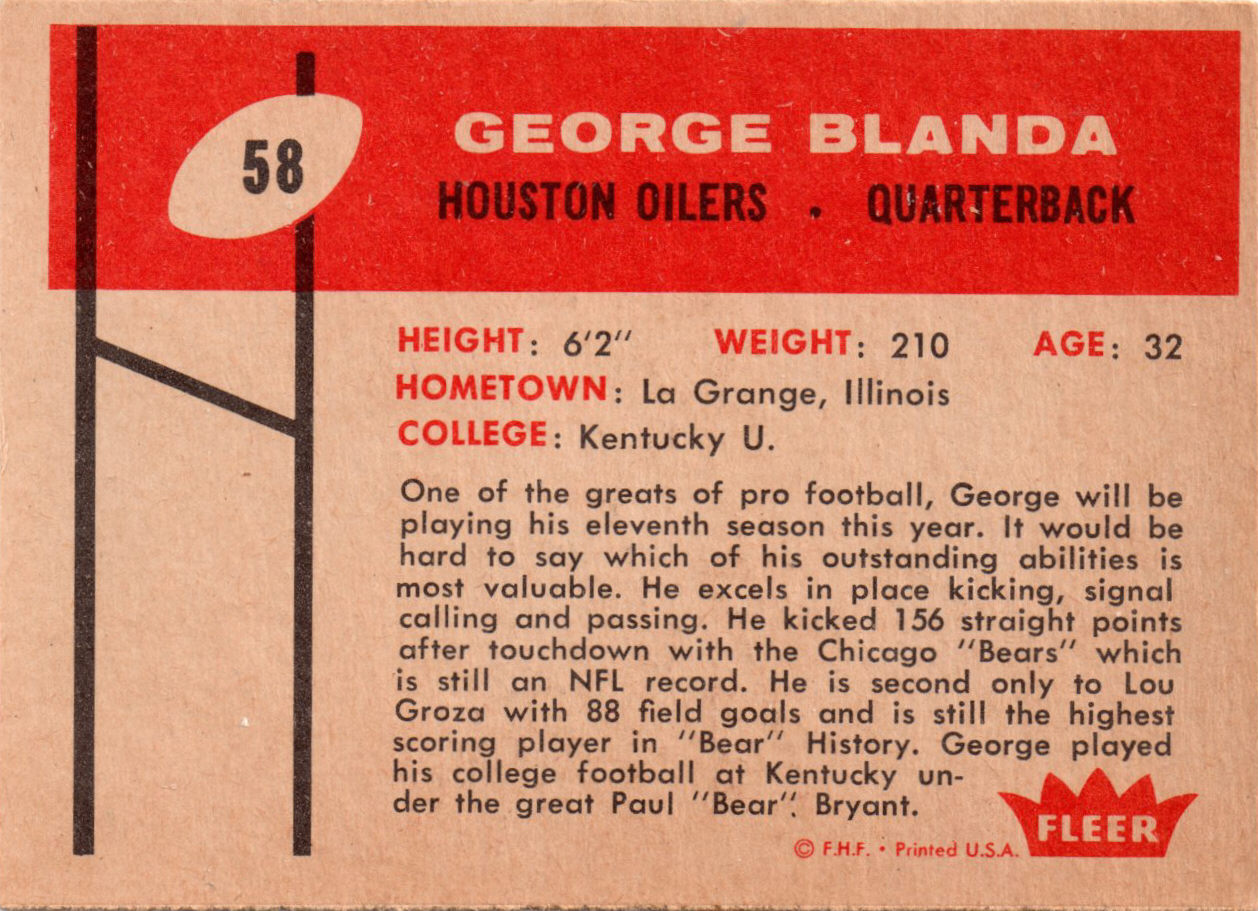 58
GEORGE BLANDA
HOUSTON OILERS • QUARTERBACK
HEIGHT: 6'2" WEIGHT: 210 AGE: 32
HOMETOWN: La Grange, Illinois
COLLEGE: Kentucky U.
One of the greats of pro football, George will be
playing his eleventh season this year. It would be
hard to say which of his outstanding abilities is
most valuable. He excels in place kicking, signal
calling and passing. He kicked 156 straight points
after touchdown with the Chicago "Bears" which
is still an NFL record. He is second only to Lou
Groza with 88 field goals and is still the highest
scoring player in "Bear" History. George played
his college football at Kentucky un-
der the great Paul "Bear". Bryant.
FLEER
© F.H.F. • Printed U.S.A.